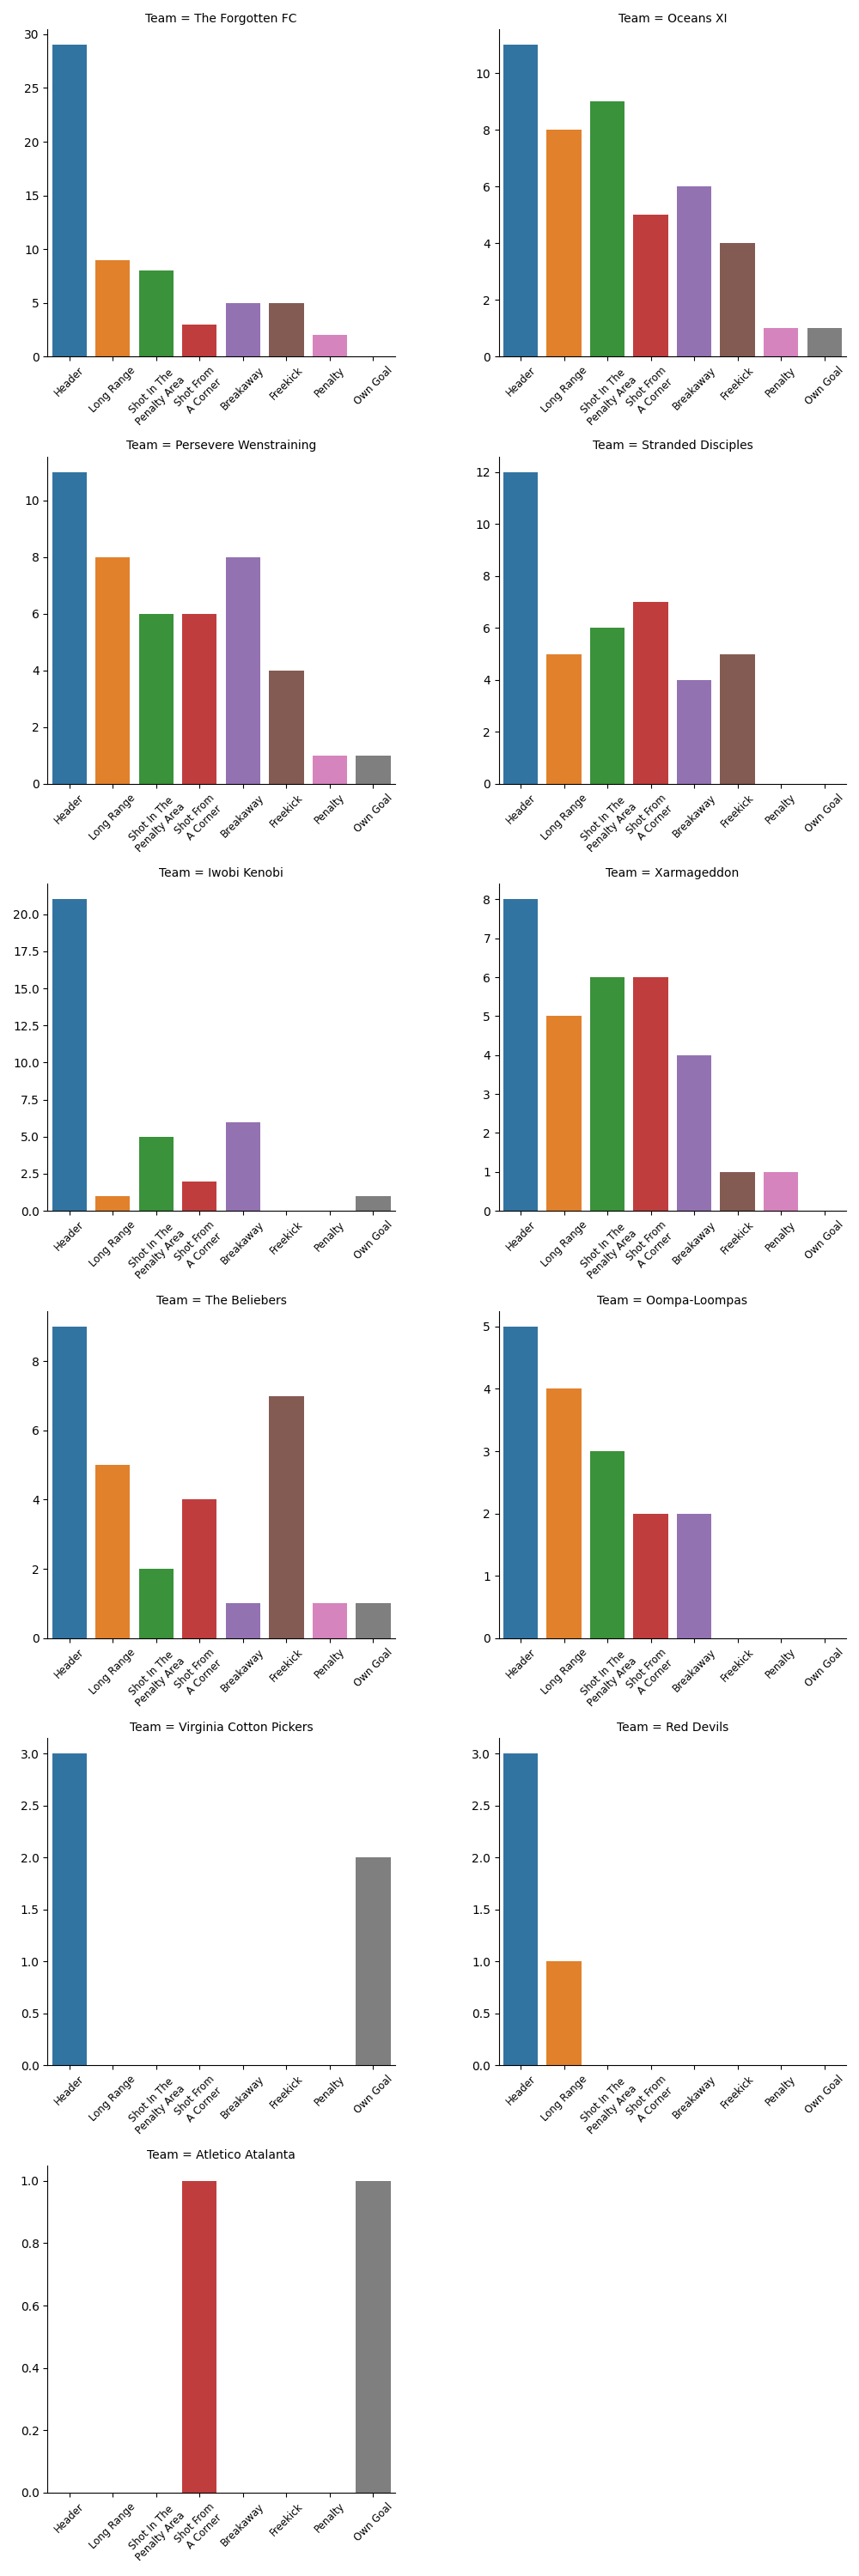 Team = The Forgotten FC
30
25
20
15
10
5
0
Header
Long Range
Shot In The
Penalty Area
Shot From
A Corner
Breakaway
Freekick
Penalty
Own Goal
Team = Oceans XI
10
8
6
4
2
0
Header
Long Range
Shot In The
Penalty Area
Shot From
A Corner
Breakaway
Freekick
Penalty
Own Goal
Team = Persevere Wenstraining
10
8
6
4
2
0
Header
Long Range
Shot In The
Penalty Area
Shot From
A Corner
Breakaway
Freekick
Penalty
Own Goal
Team = Stranded Disciples
12
10
8
6
4
2
0
Header
Long Range
Shot In The
Penalty Area
Shot From
A Corner
Breakaway
Freekick
Penalty
Own Goal
Team = Iwobi Kenobi
20.0
17.5
15.0
12.5
10.0
7.5
5.0
2.5
0.0
Header
Long Range
Shot In The
Penalty Area
Shot From
A Corner
Breakaway
Freekick
Penalty
Own Goal
Team = Xarmageddon
8
7
6
5
4
3
2
1
0
Header
Long Range
Shot In The
Penalty Area
Shot From
A Corner
Breakaway
Freekick
Penalty
Own Goal
Team = The Beliebers
8
6
4
2
0
Header
Long Range
Shot In The
Penalty Area
Shot From
A Corner
Breakaway
Freekick
Penalty
Own Goal
Team = Oompa-Loompas
5
4
3
2
1
0
Header
Long Range
Shot In The
Penalty Area
Shot From
A Corner
Breakaway
Freekick
Penalty
Own Goal
Team = Virginia Cotton Pickers
3.0
2.5
2.0
1.5
1.0
0.5
0.0
Header
Long Range
Shot In The
Penalty Area
Shot From
A Corner
Breakaway
Freekick
Penalty
Own Goal
Team = Red Devils
3.0
2.5
2.0
1.5
1.0
0.5
0.0
Header
Long Range
Shot In The
Penalty Area
Shot From
A Corner
Breakaway
Freekick
Penalty
Own Goal
Team = Atletico Atalanta
1.0
0.8
0.6
0.4
0.2
0.0
Header
Long Range
Shot In The
Penalty Area
Shot From
A Corner
Breakaway
Freekick
Penalty
Own Goal